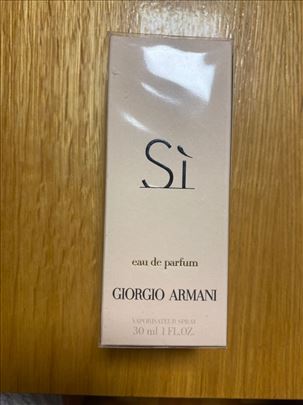 Sì
eau de parfum
GIORGIO ARMANI
VAPORISATEUR SPRAY
30 ml 1 FL.OZ.